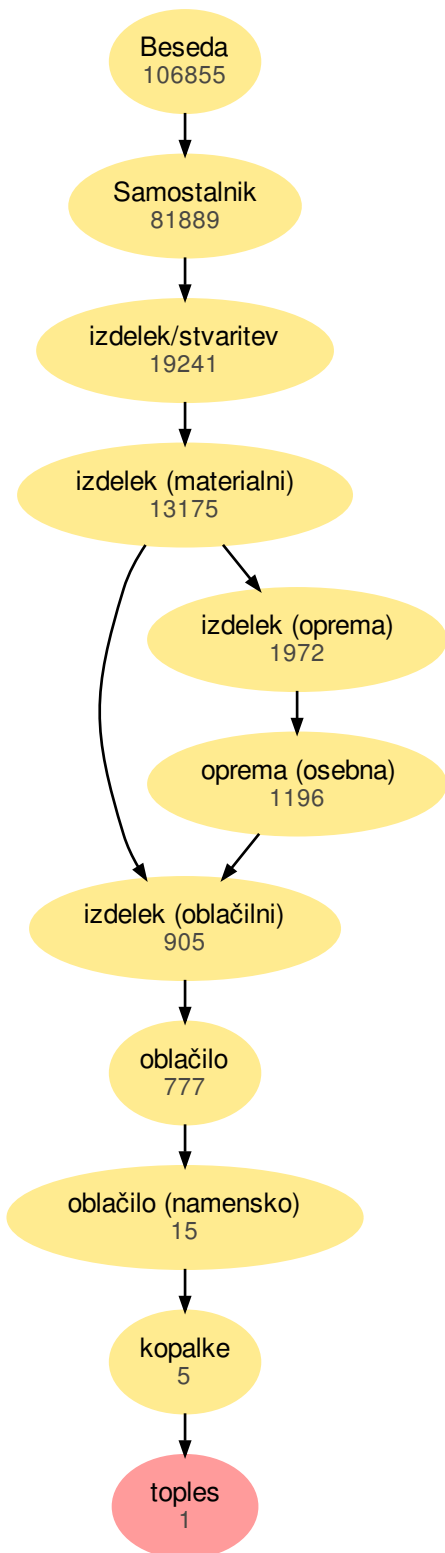 Beseda
106855
Samostalnik
81889
izdelek/stvaritev
19241
izdelek (materialni)
13175
izdelek (oprema)
1972
oprema (osebna)
1196
izdelek (oblačilni)
905
oblačilo
777
oblačilo (namensko)
15
kopalke
5
toples
1